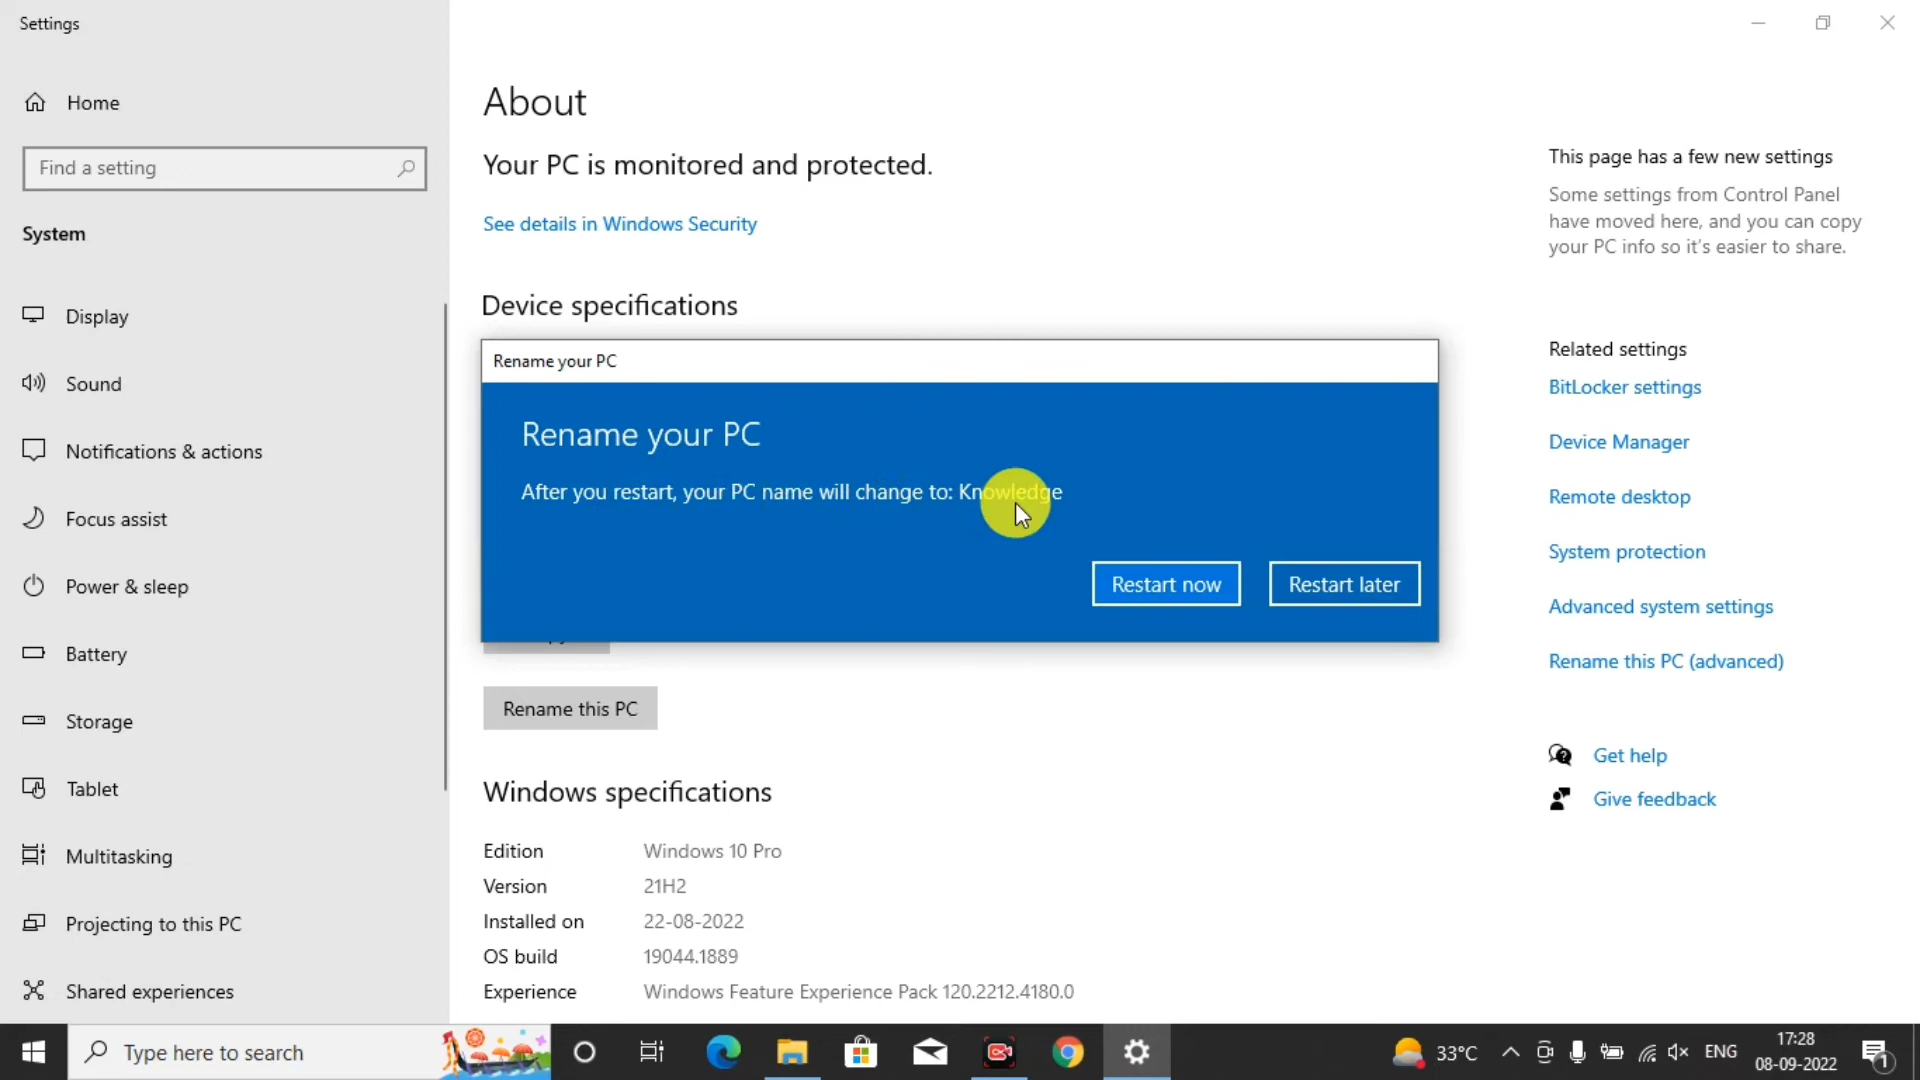 Settings
Home
Find a setting
System
Display
Sound
Notifications & actions
Focus assist
Power & sleep
Battery
Storage
Tablet
Multitasking
Projecting to this PC
Shared experiences
About
Your PC is monitored and protected.
See details in Windows Security
Device specifications
Rename your PC
Rename your PC
After you restart, your PC name will change to: Knowledge
Restart now
Restart later
Rename this PC
Windows specifications
Edition Windows 10 Pro
Version 21H2
Installed on 22-08-2022
OS build 19044.1889
Experience Windows Feature Experience Pack 120.2212.4180.0
This page has a few new settings
Some settings from Control Panel
have moved here, and you can copy
your PC info so it's easier to share.
Related settings
BitLocker settings
Device Manager
Remote desktop
System protection
Advanced system settings
Rename this PC (advanced)
Get help
Give feedback
Type here to search
33°C
ENG
17:28
08-09-2022
1